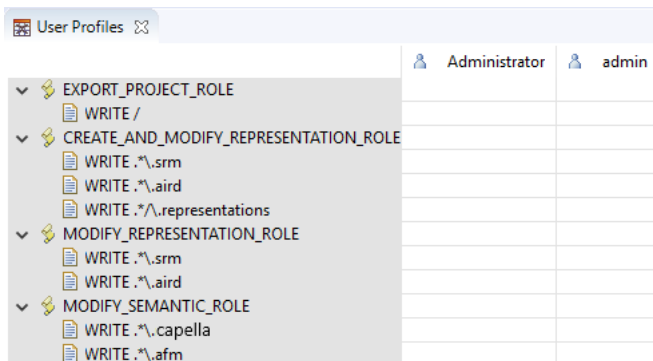 User Profiles
Administrator admin
EXPORT_PROJECT_ROLE
WRITE /
CREATE_AND_MODIFY_REPRESENTATION_ROLE
WRITE .*\.srm
WRITE .*\.aird
WRITE .*/\.representations
MODIFY_REPRESENTATION_ROLE
WRITE .*\.srm
WRITE .*\.aird
MODIFY_SEMANTIC_ROLE
WRITE .*\.capella
WRITE .*\.afm